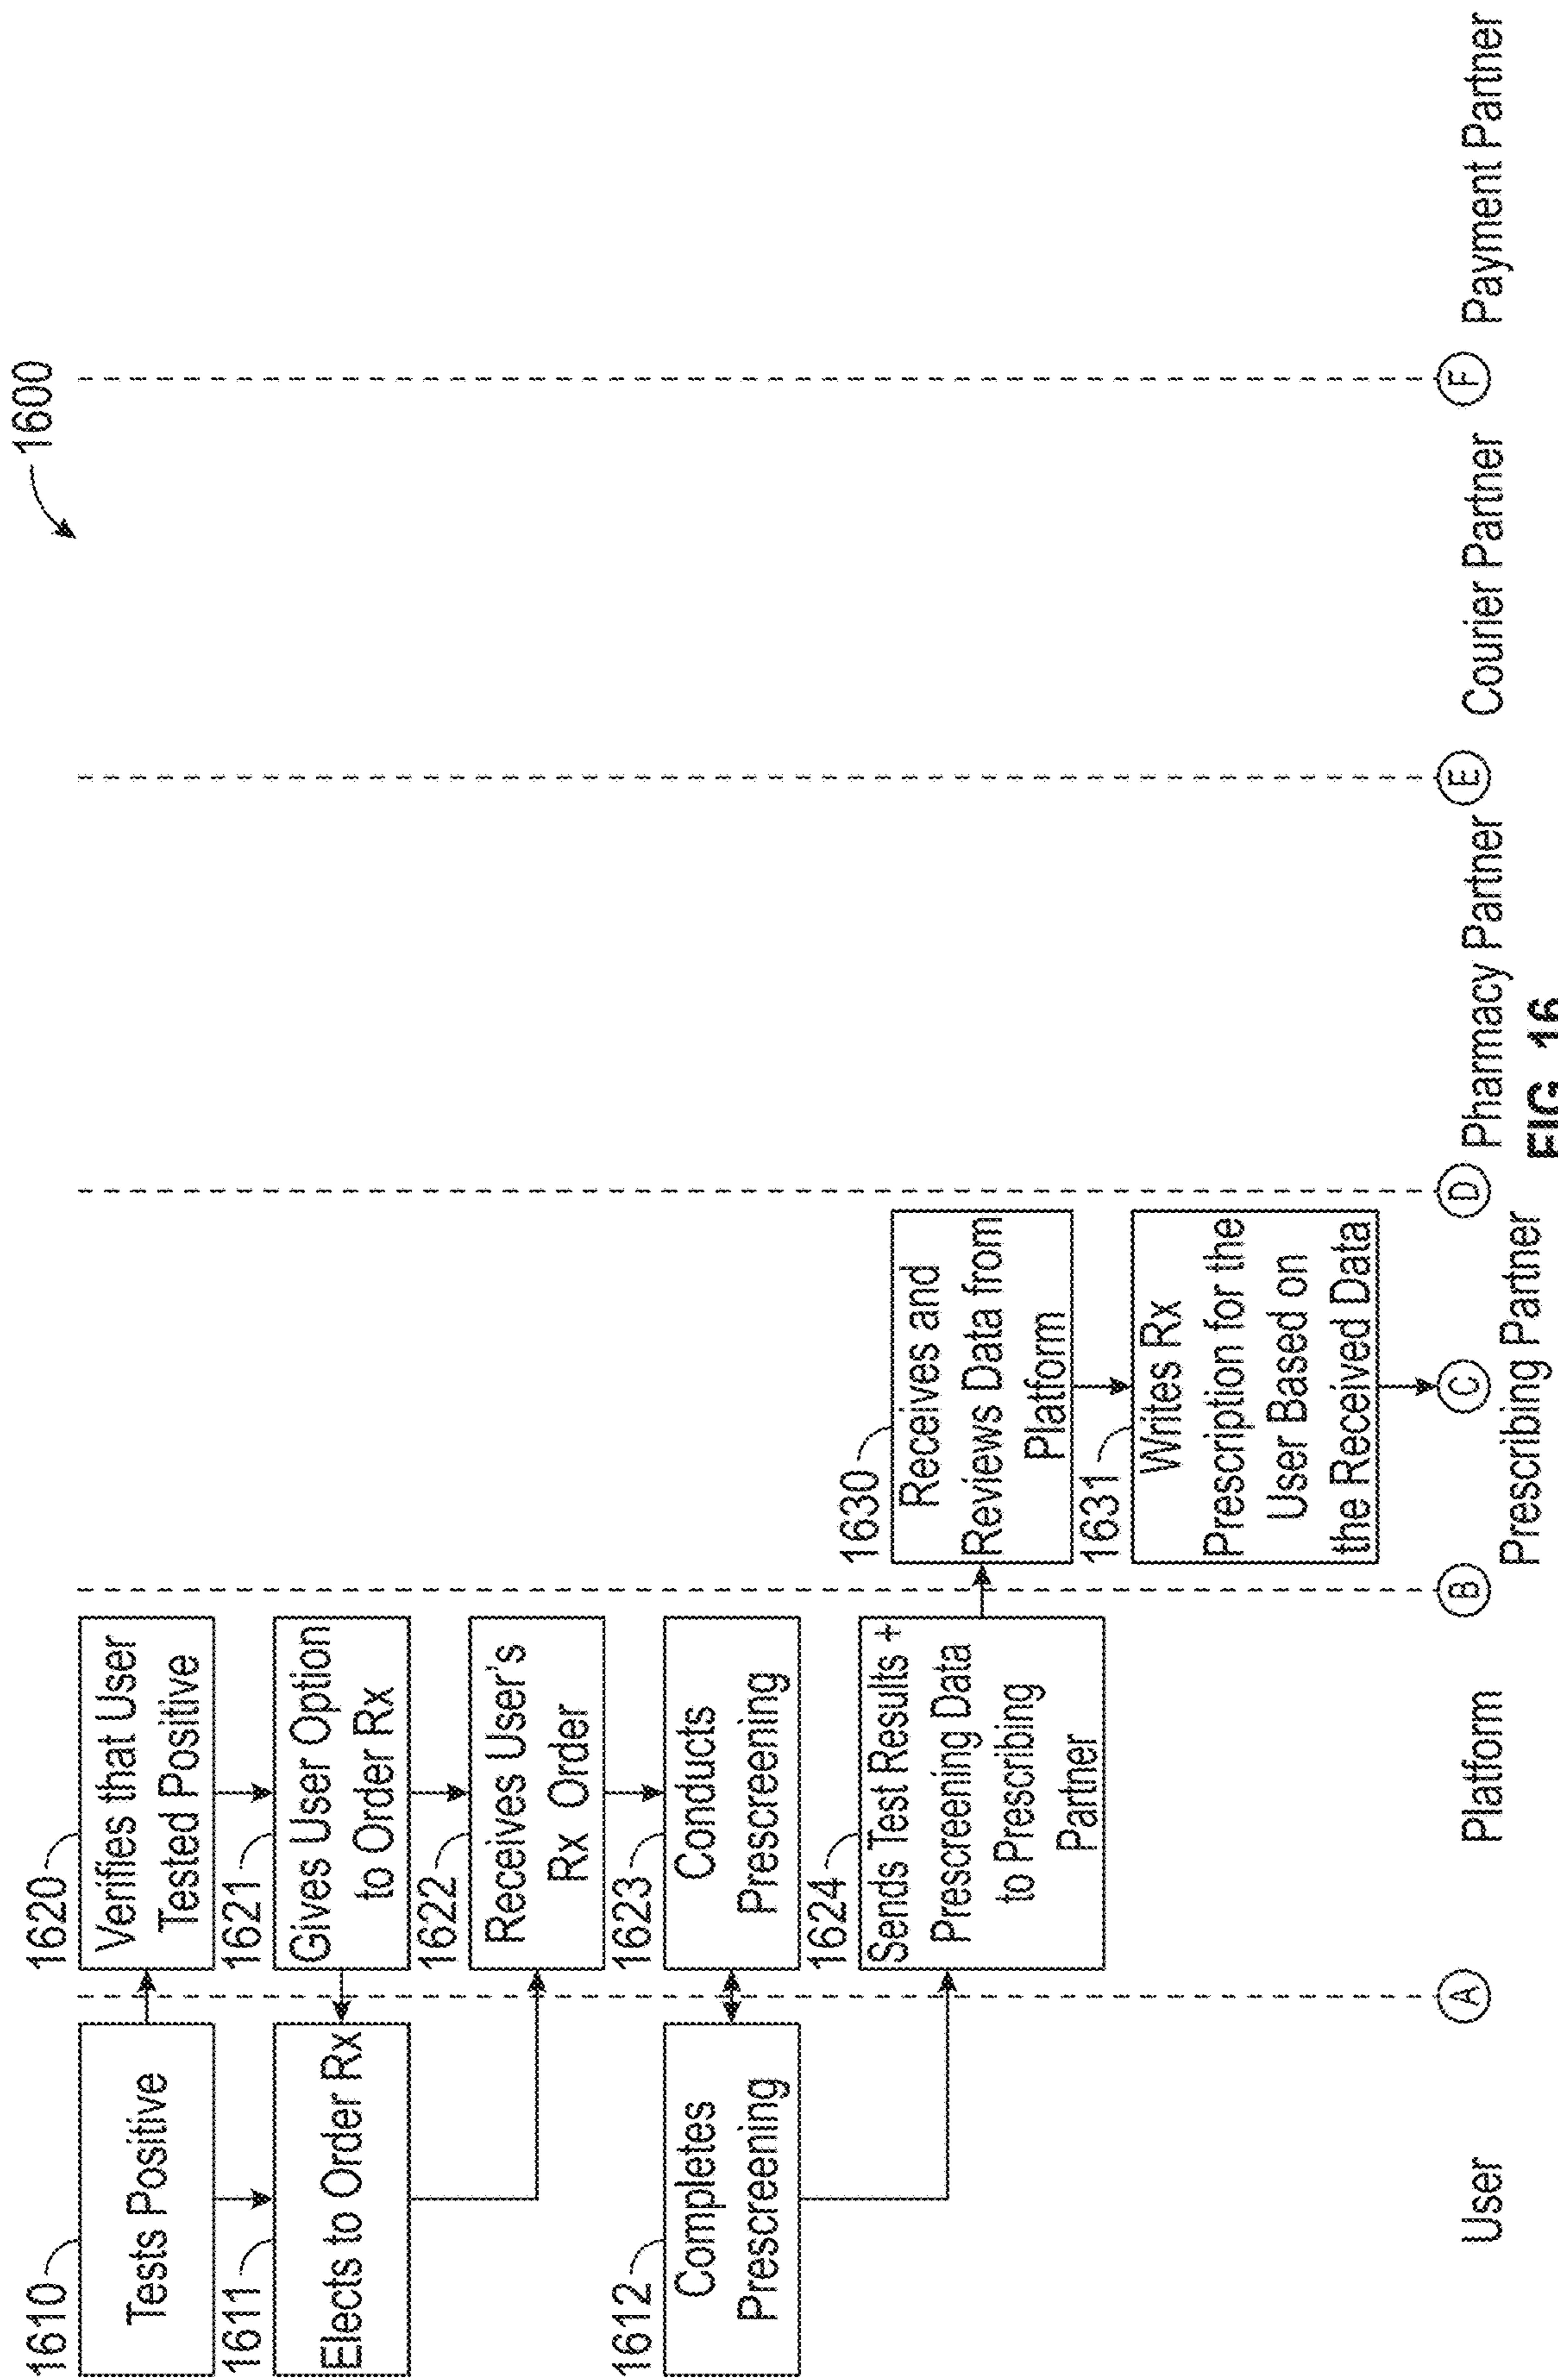 1600
1610
Tests Positive
1620
Verifies that User
Tested Positive
1611
Elects to Order Rx
1621
Gives User Option
to Order Rx
1622
Receives User's
Rx Order
1612
Completes
Prescreening
1623
Conducts
Prescreening
1624
Sends Test Results +
Prescreening Data
to Prescribing
Partner
1630
Receives and
Reviews Data from
Platform
1631
Writes Rx
Prescription for the
User Based on
the Received Data
A
B
C
D
E
F
User
Platform
Prescribing Partner
Pharmacy Partner
Courier Partner
Payment Partner
FIG. 16